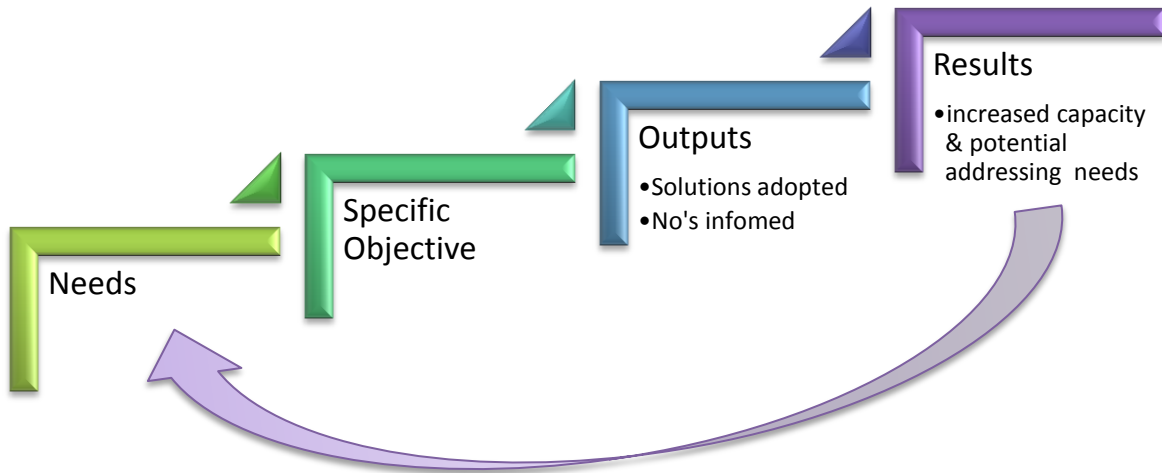 Needs
Specific
Objective
Outputs
•Solutions adopted
•No's infomed
Results
•increased capacity
& potential
addressing needs